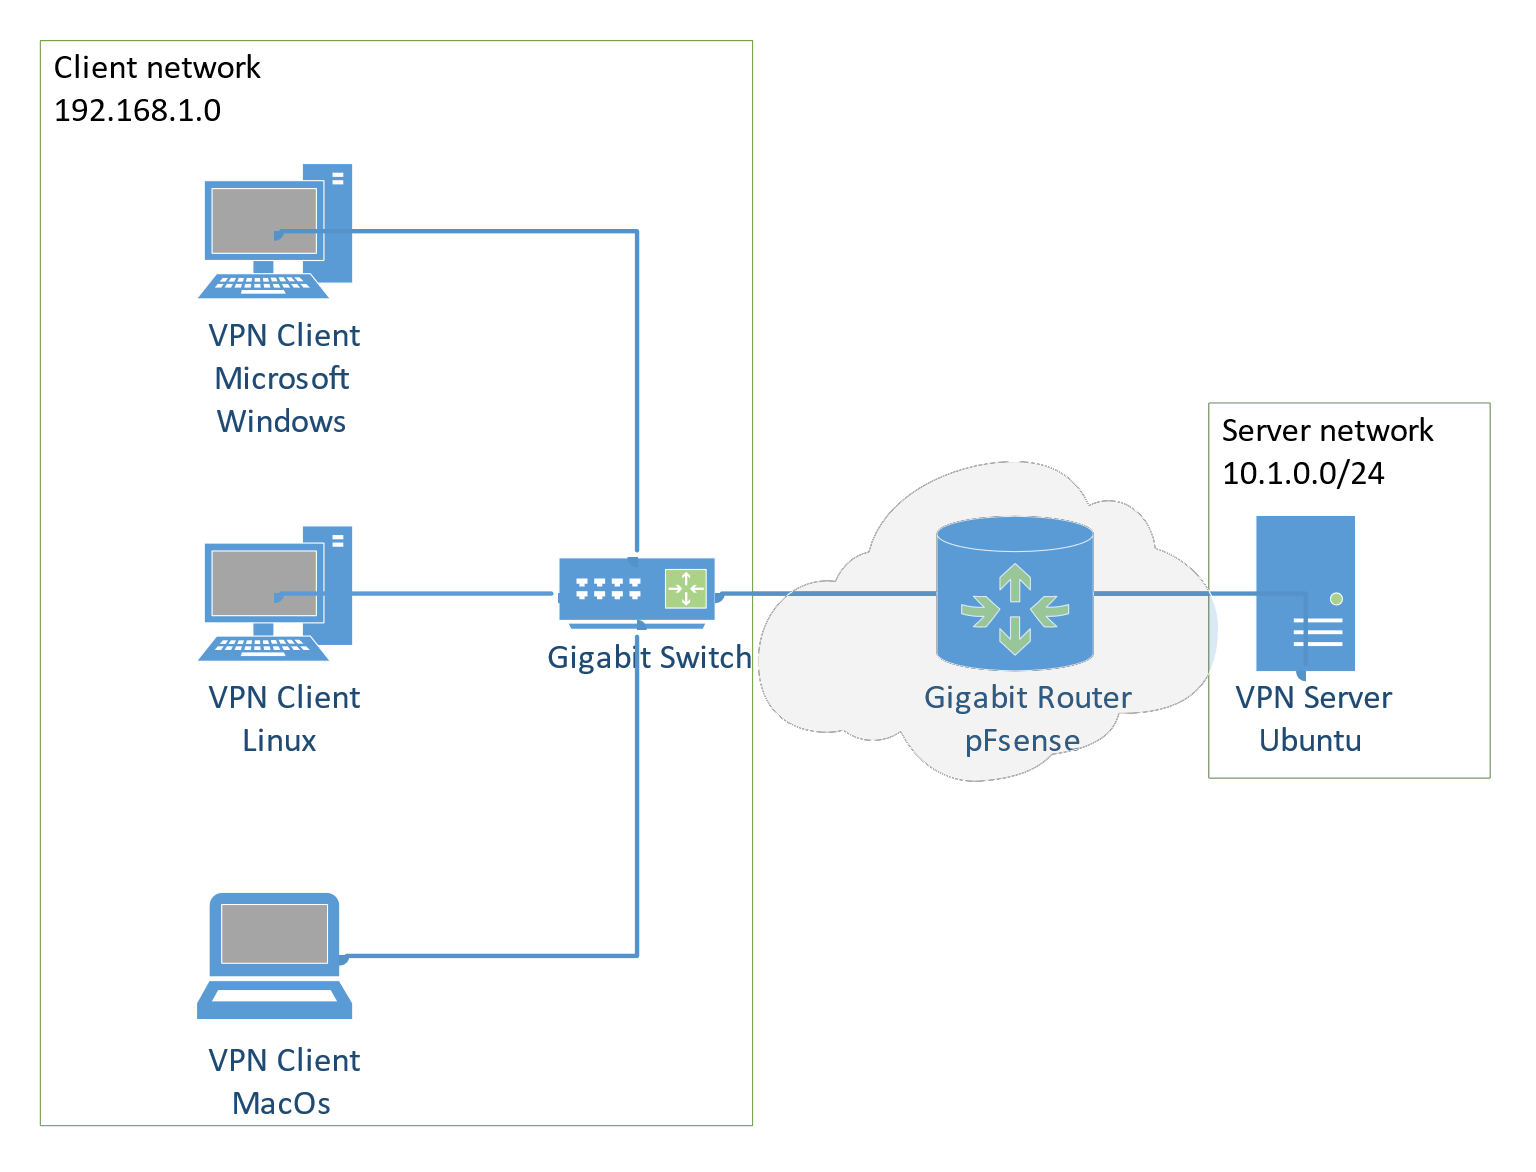 Client network
192.168.1.0
VPN Client
Microsoft
Windows
VPN Client
Linux
VPN Client
MacOs
Gigabit Switch
Gigabit Router
pFsense
Server network
10.1.0.0/24
VPN Server
Ubuntu